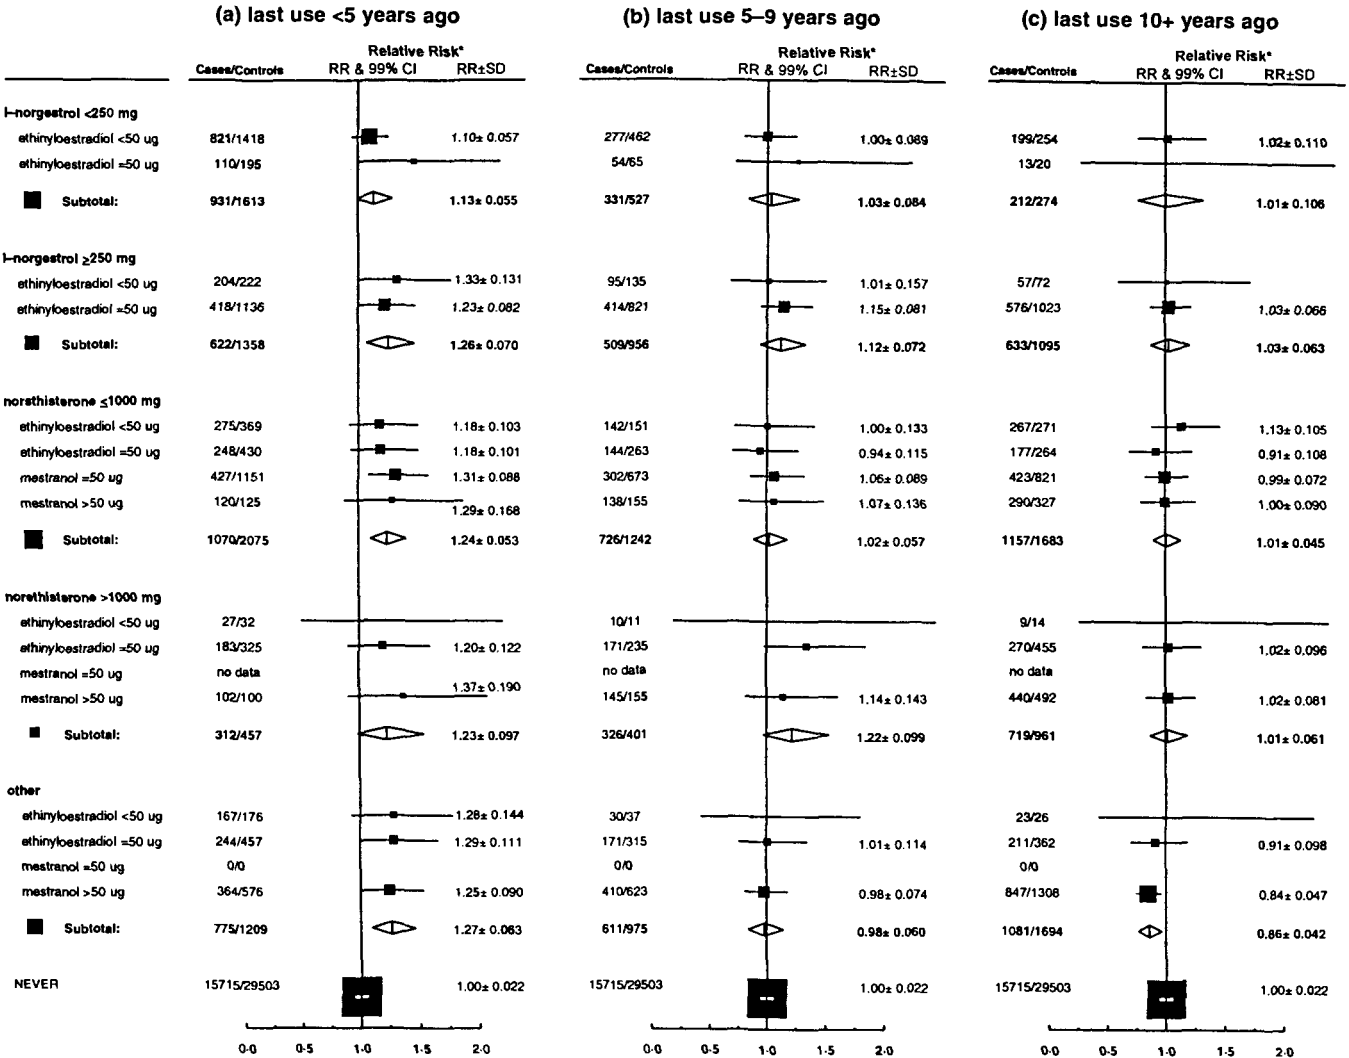 (a) last use <5 years ago (b) last use 5–9 years ago (c) last use 10+ years ago
Relative Risk* Relative Risk* Relative Risk*
Cases/Controls RR & 99% CI RR±SD Cases/Controls RR & 99% CI RR±SD Cases/Controls RR & 99% CI RR±SD
l–norgestrol <250 mg
ethinyloestradiol <50 ug 821/1418 1·10± 0.057 277/462 1.00± 0.089 199/254 1.02± 0.110
ethinyloestradiol =50 ug 110/195 54/65 13/20
Subtotal: 931/1613 1·13± 0.055 331/527 1.03± 0.084 212/274 1.01± 0.106
l–norgestrol ≥250 mg
ethinyloestradiol <50 ug 204/222 1.33± 0.131 95/135 1.01± 0.157 57/72
ethinyloestradiol =50 ug 418/1136 1.23± 0.082 414/821 1.15± 0.081 576/1023 1.03± 0.066
Subtotal: 622/1358 1.26± 0.070 509/956 1.12± 0.072 633/1095 1.03± 0.063
norethisterone ≤1000 mg
ethinyloestradiol <50 ug 275/369 1.18± 0.103 142/151 1.00± 0.133 267/271 1.13± 0.105
ethinyloestradiol =50 ug 248/430 1.18± 0.101 144/263 0.94± 0.115 177/264 0.91± 0.108
mestranol =50 ug 427/1151 1.31± 0.088 302/673 1.06± 0.089 423/821 0.99± 0.072
mestranol >50 ug 120/125 1.29± 0.168 138/155 1.07± 0.136 290/327 1.00± 0.090
Subtotal: 1070/2075 1.24± 0.053 726/1242 1.02± 0.057 1157/1683 1.01± 0.045
norethisterone >1000 mg
ethinyloestradiol <50 ug 27/32 10/11 9/14
ethinyloestradiol =50 ug 183/325 1.20± 0.122 171/235 270/455 1.02± 0.096
mestranol =50 ug no data no data no data
mestranol >50 ug 102/100 1.37± 0.190 145/155 1.14± 0.143 440/492 1.02± 0.081
Subtotal: 312/457 1.23± 0.097 326/401 1.22± 0.099 719/961 1.01± 0.061
other
ethinyloestradiol <50 ug 167/176 1.28± 0.144 30/37 23/26
ethinyloestradiol =50 ug 244/457 1.29± 0.111 171/315 1.01± 0.114 211/362 0.91± 0.098
mestranol =50 ug 0/0 0/0 0/0
mestranol >50 ug 364/576 1.25± 0.090 410/623 0.98± 0.074 847/1308 0.84± 0.047
Subtotal: 775/1209 1.27± 0.063 611/975 0.98± 0.060 1081/1694 0.86± 0.042
NEVER 15715/29503 1.00± 0.022 15715/29503 1.00± 0.022 15715/29503 1.00± 0.022
0·0 0·5 1·0 1·5 2·0 0·0 0·5 1·0 1·5 2·0 0·0 0·5 1·0 1·5 2·0